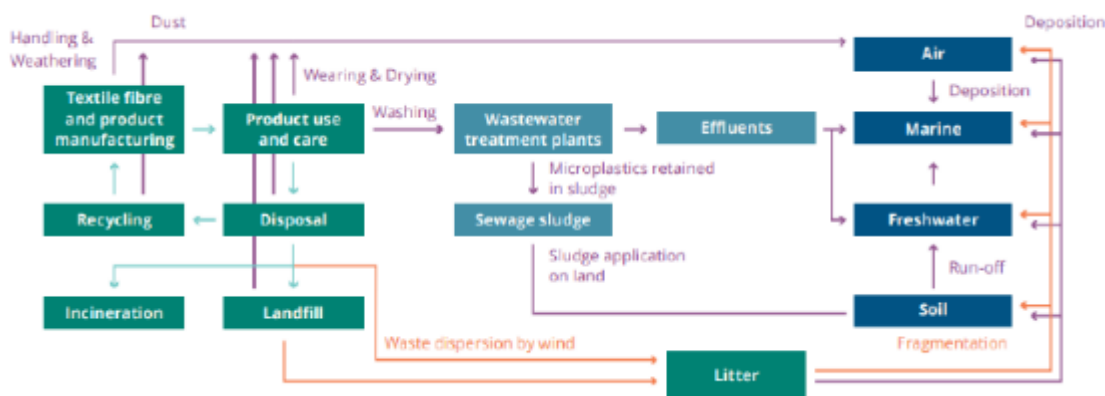 Dust
Deposition
Handling &
Weathering
Air
Wearing & Drying
Deposition
Textile fibre
and product
manufacturing
Product use
and care
Washing
Wastewater
treatment plants
Effluents
Marine
Microplastics retained
in sludge
Recycling
Disposal
Sewage sludge
Freshwater
Sludge application
on land
Run-off
Incineration
Landfill
Soil
Waste dispersion by wind
Fragmentation
Litter